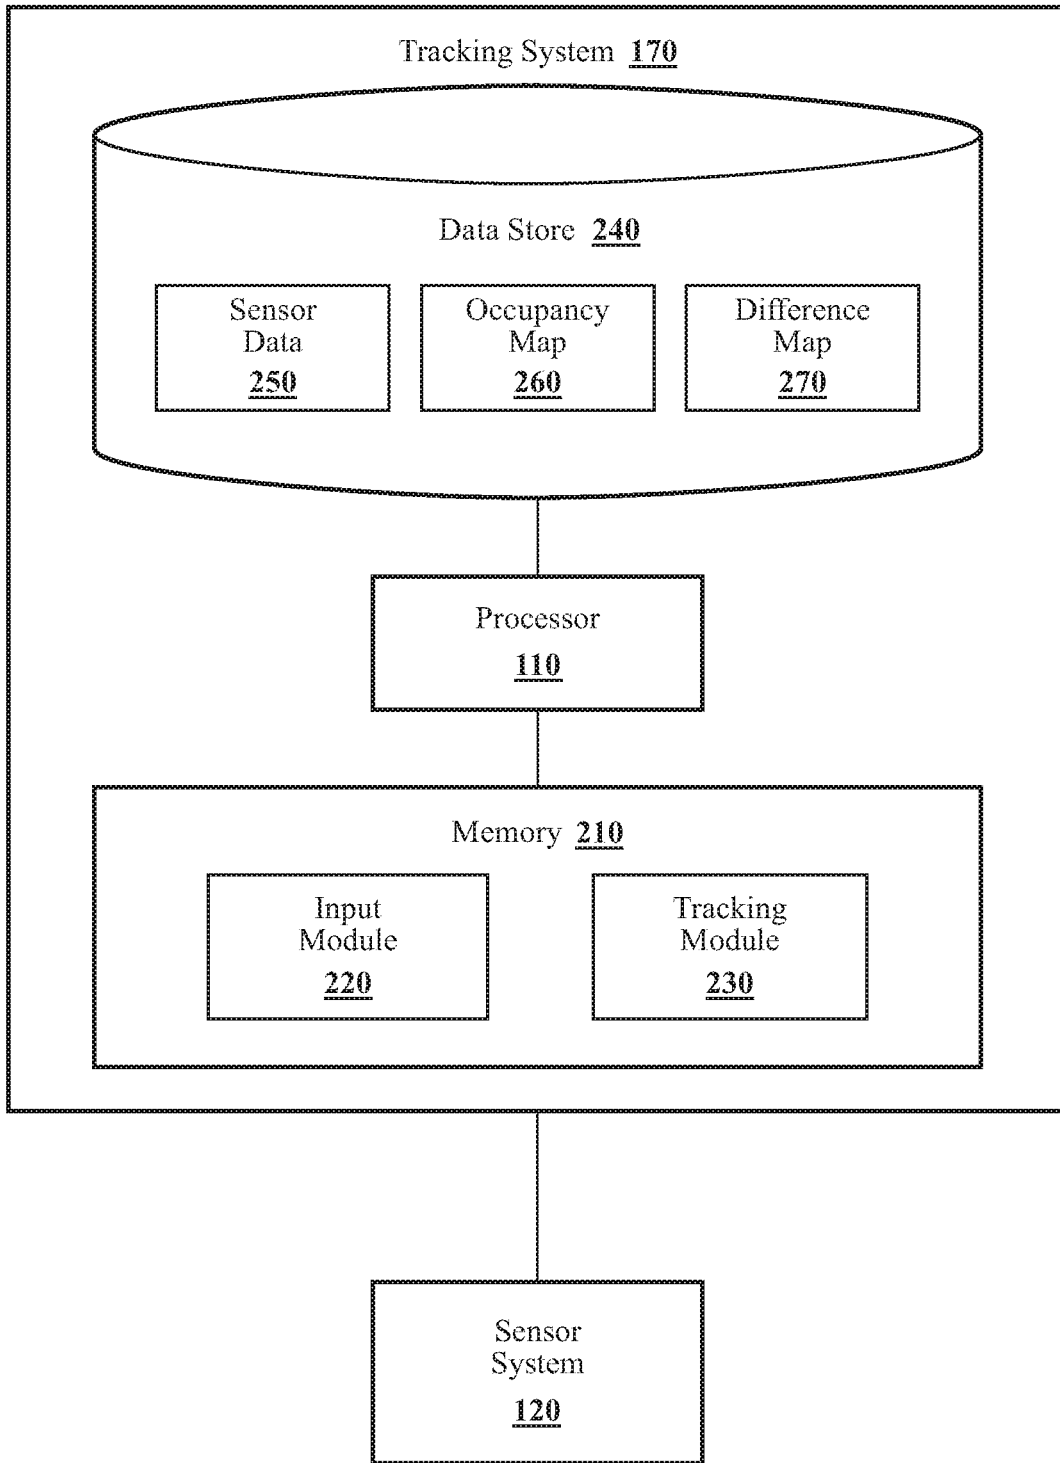 Tracking System 170
Data Store 240
Sensor
Data
250
Occupancy
Map
260
Difference
Map
270
Processor
110
Memory 210
Input
Module
220
Tracking
Module
230
Sensor
System
120